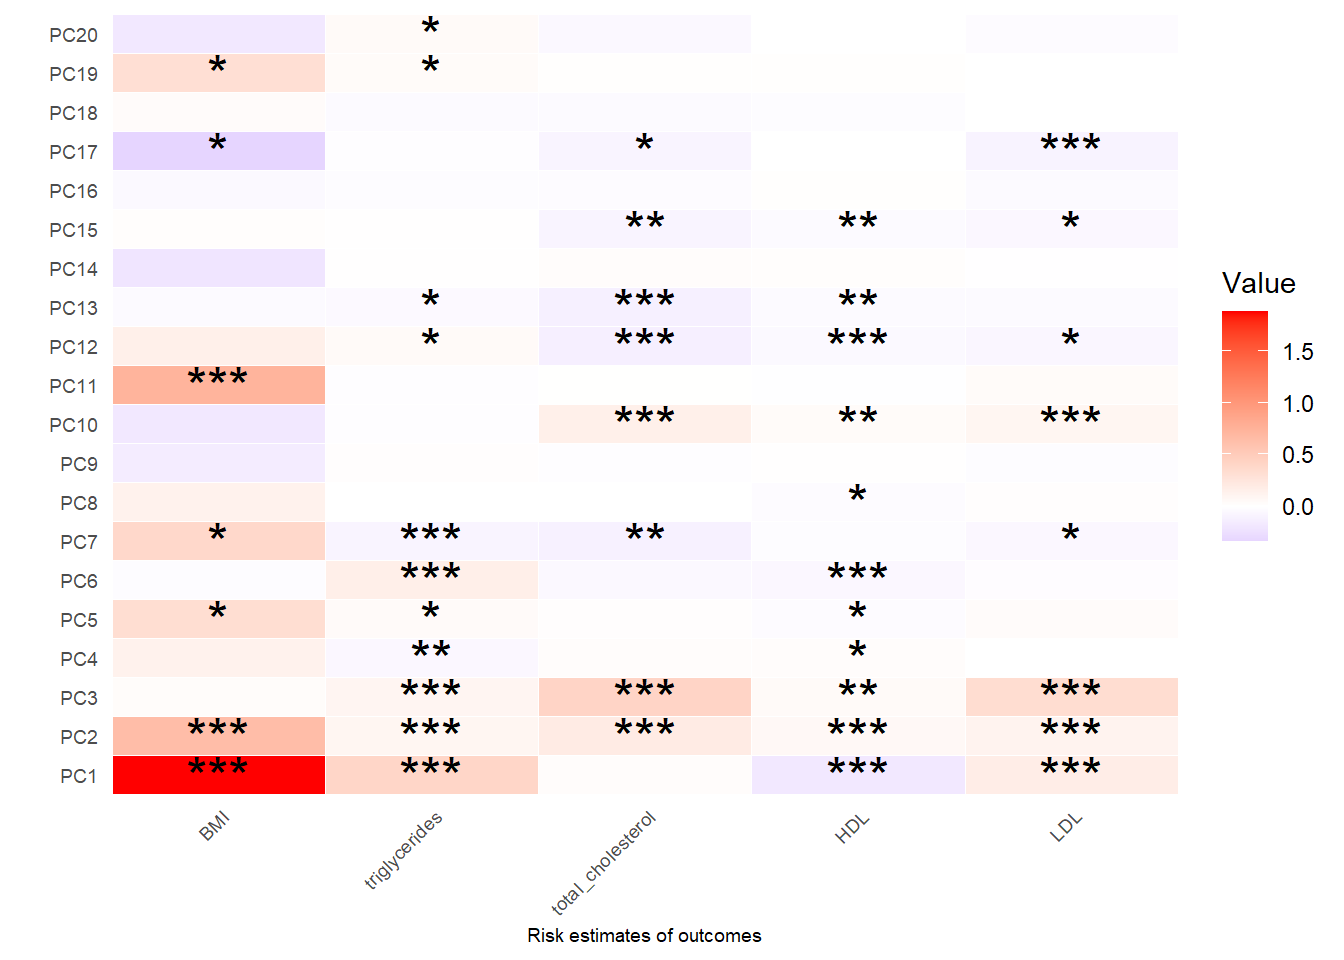 PC20 *
PC19 * *
PC18
PC17 * * ***
PC16
PC15 ** ** *
PC14
PC13 * *** **
PC12 * *** *** *
PC11 ***
PC10 *** ** ***
PC9
PC8 *
PC7 * *** ** *
PC6 *** ***
PC5 * * *
PC4 ** *
PC3 *** *** ** ***
PC2 *** *** *** *** ***
PC1 *** *** *** ***
BMI
triglycerides
total_cholesterol
HDL
LDL
Risk estimates of outcomes
Value
1.5
1.0
0.5
0.0